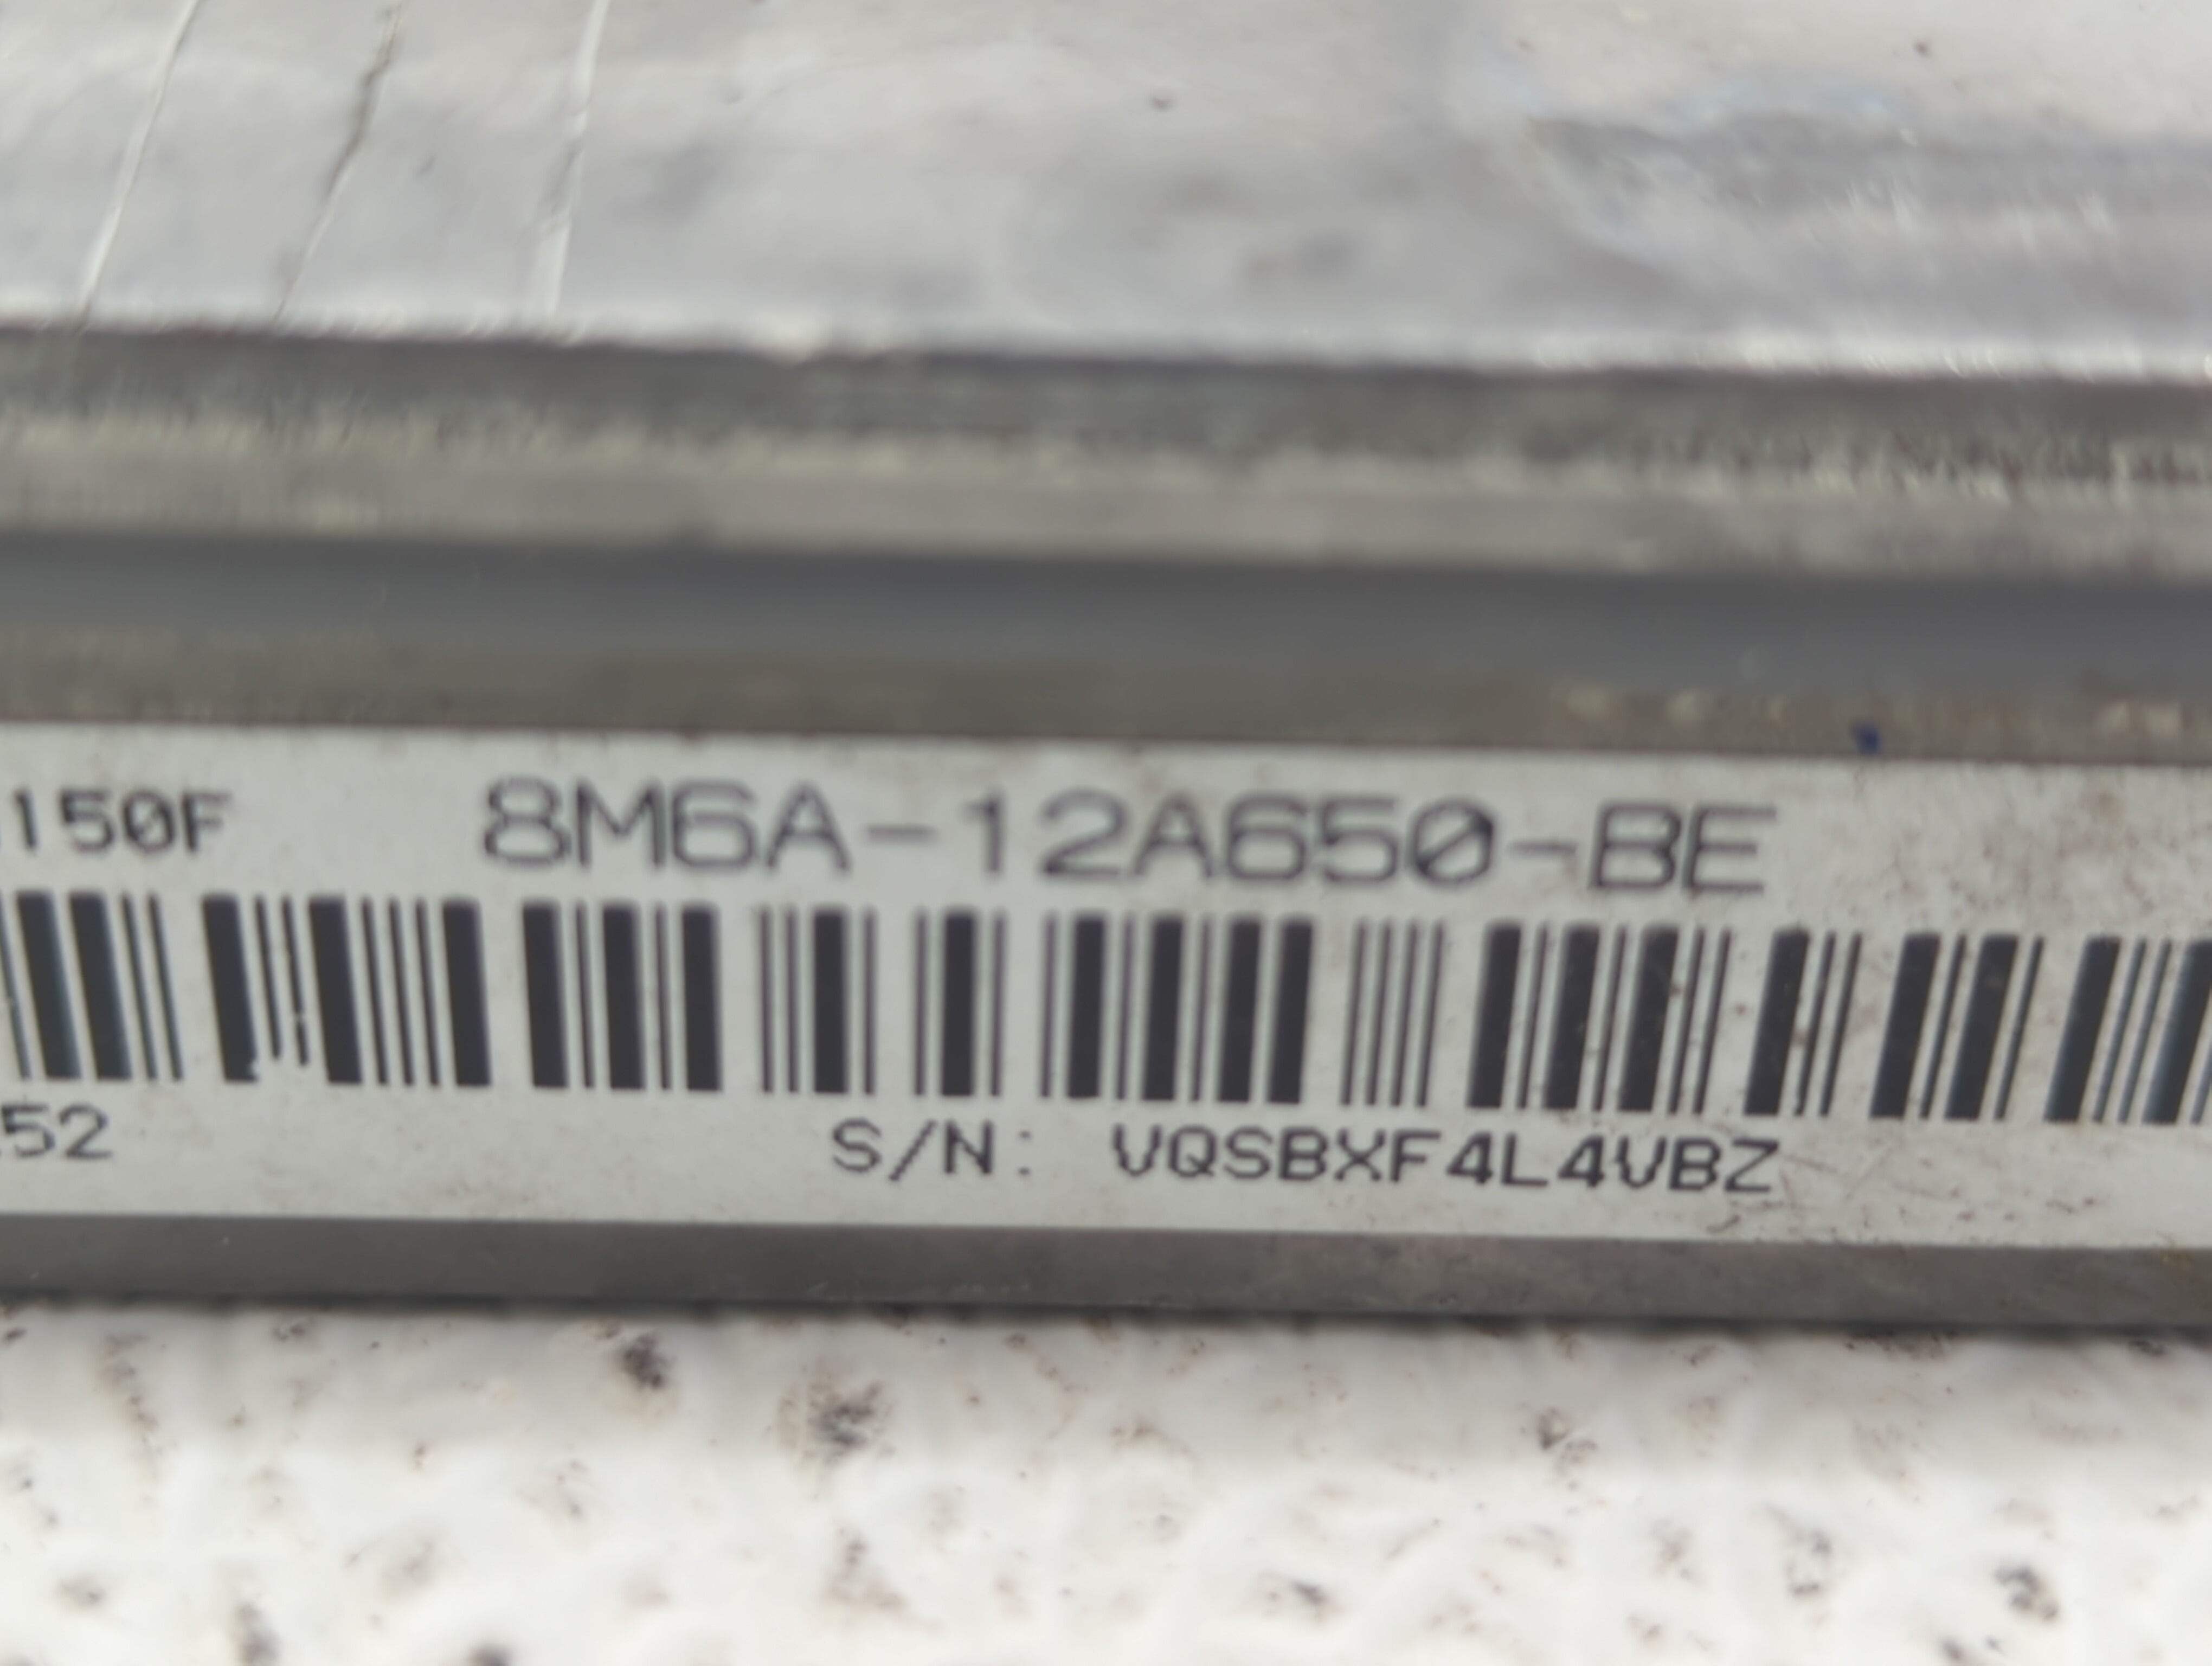 150F 8M6A-12A650-BE
52 S/N: VQSBXF4L4VBZ